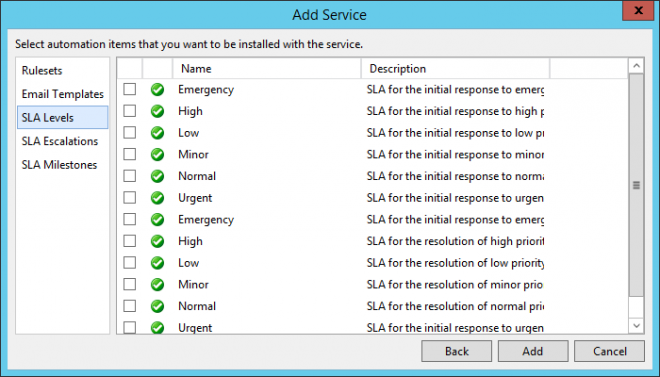 Add Service
x
Select automation items that you want to be installed with the service.
Rulesets
Email Templates
SLA Levels
SLA Escalations
SLA Milestones
Name Description
Emergency SLA for the initial response to emerg
High SLA for the initial response to high p
Low SLA for the initial response to low pr
Minor SLA for the initial response to minor
Normal SLA for the initial response to norma
Urgent SLA for the initial response to urgen
Emergency SLA for the initial response to emerg
High SLA for the resolution of high priorit
Low SLA for the resolution of low priority
Minor SLA for the resolution of minor prio
Normal SLA for the resolution of normal pri
Urgent SLA for the initial response to urgen
Back Add Cancel